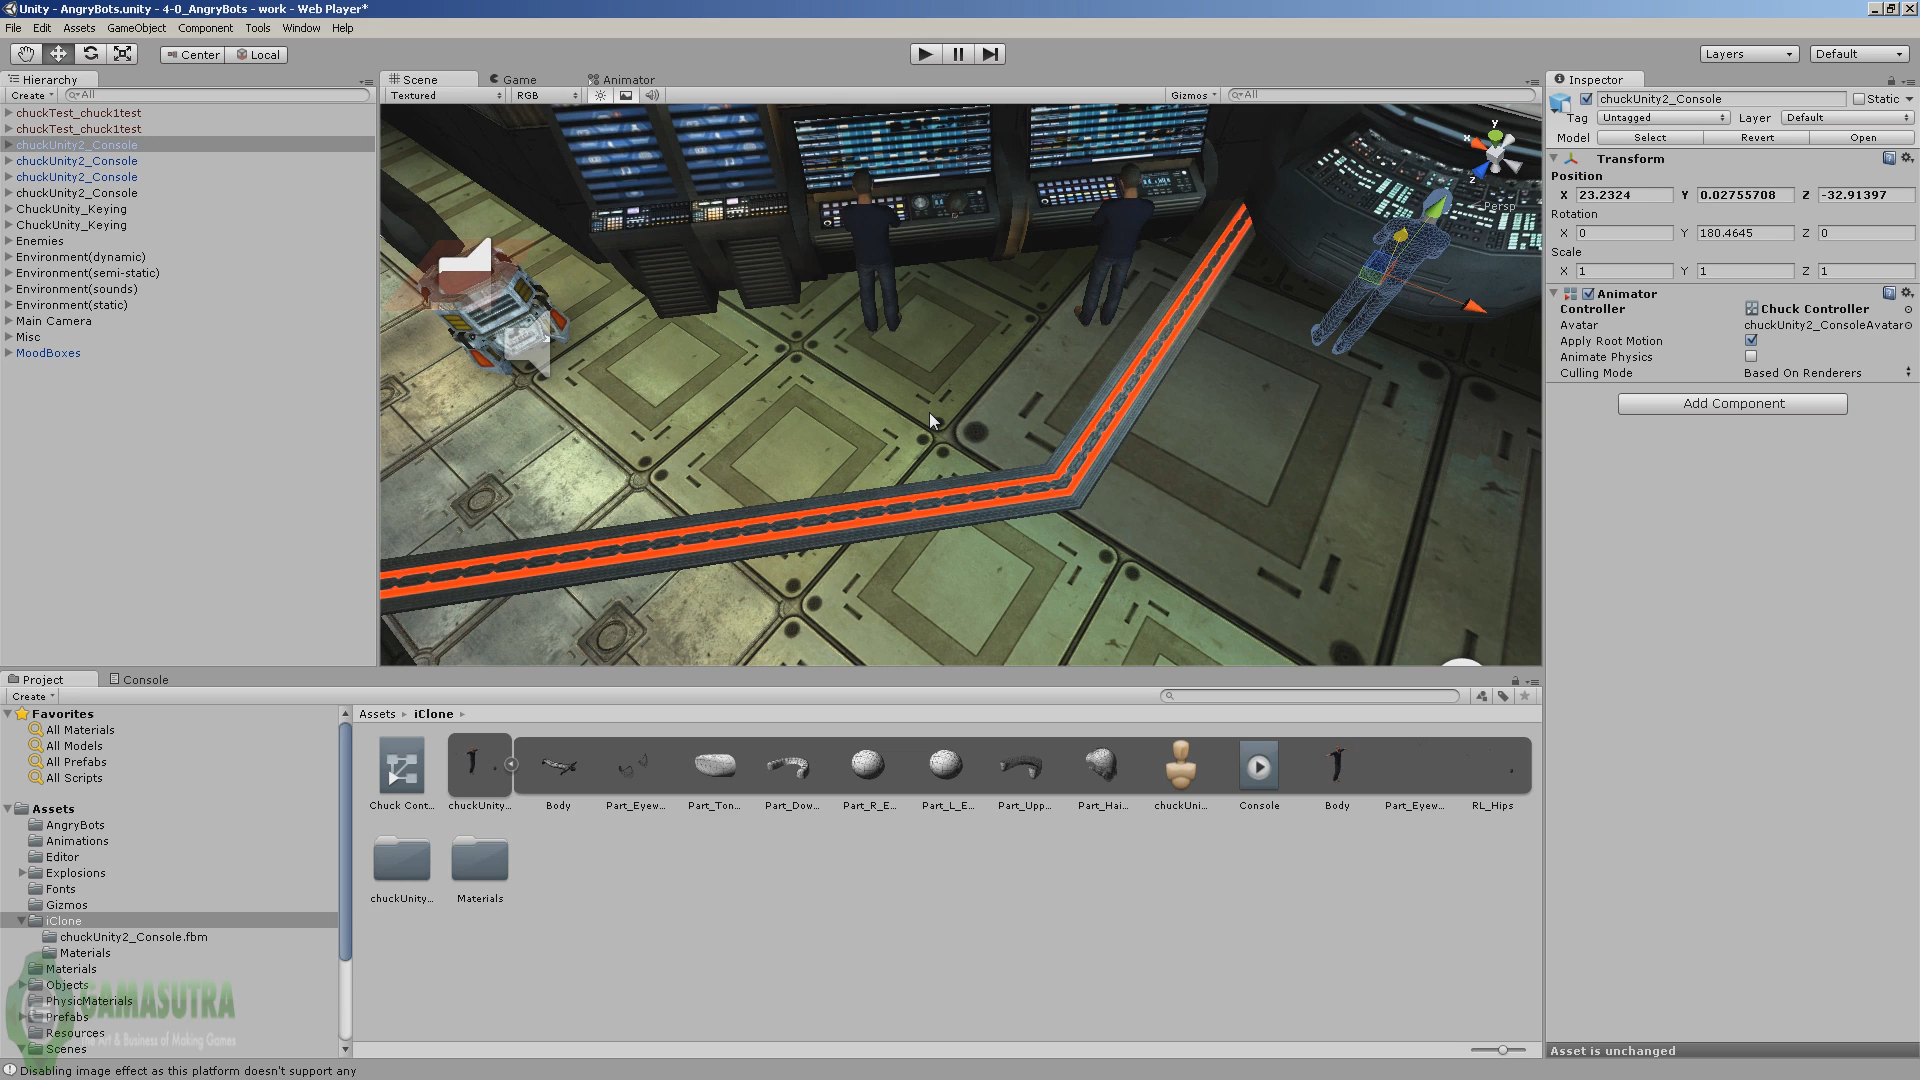 Unity - AngryBots.unity - 4-0_AngryBots - work - Web Player*
File Edit Assets GameObject Component Tools Window Help
Center Local Layers Default
Hierarchy
Create All
chuckTest_chuck1test
chuckTest_chuck1test
chuckUnity2_Console
chuckUnity2_Console
chuckUnity2_Console
chuckUnity2_Console
ChuckUnity_Keying
ChuckUnity_Keying
Enemies
Environment(dynamic)
Environment(semi-static)
Environment(sounds)
Environment(static)
Main Camera
Misc
MoodBoxes
Scene Game Animator
Textured RGB Gizmos All
y
x
z
Persp
Inspector
chuckUnity2_Console Static
Tag Untagged Layer Default
Model Select Revert Open
Transform
Position
X 23.2324 Y 0.02755708 Z -32.91397
Rotation
X 0 Y 180.4645 Z 0
Scale
X 1 Y 1 Z 1
Animator
Controller Chuck Controller
Avatar chuckUnity2_ConsoleAvatar
Apply Root Motion
Animate Physics
Culling Mode Based On Renderers
Add Component
Project Console
Create
Favorites
All Materials
All Models
All Prefabs
All Scripts
Assets
AngryBots
Animations
Editor
Explosions
Fonts
Gizmos
iClone
chuckUnity2_Console.fbm
Materials
Materials
Objects
PhysicMaterials
Prefabs
Resources
Scenes
GAMASUTRA
The Art & Business of Making Games
Assets iClone
Chuck Cont... chuckUnity... Body Part_Eyew... Part_Ton... Part_Dow... Part_R_E... Part_L_E... Part_Upp... Part_Hai... chuckUni... Console Body Part_Eyew... RL_Hips
chuckUnity... Materials
Asset is unchanged
Disabling image effect as this platform doesn't support any